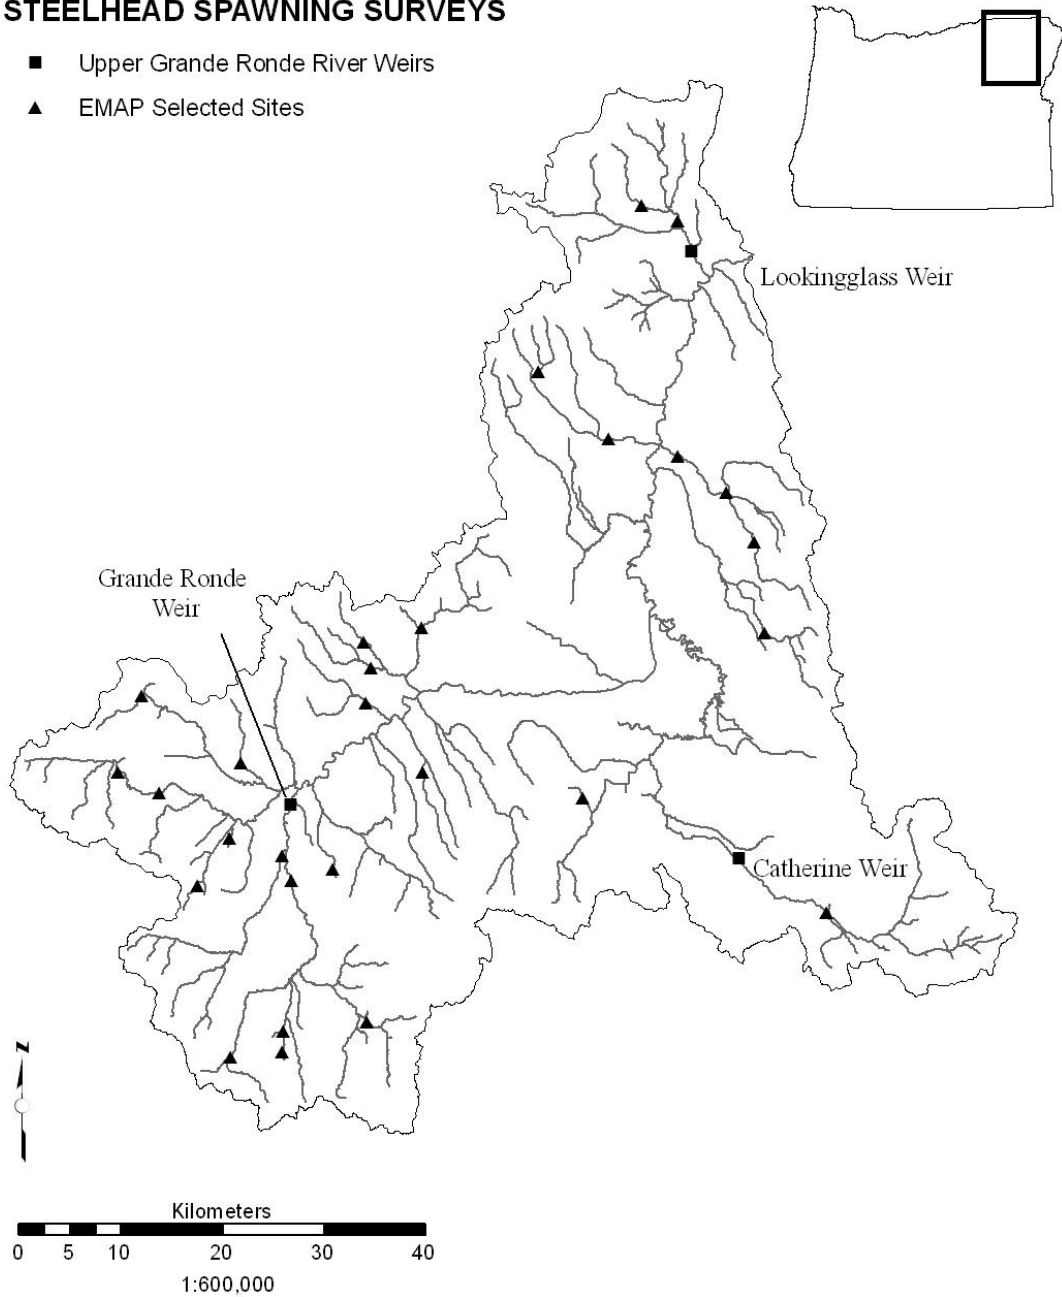 STEELHEAD SPAWNING SURVEYS
Upper Grande Ronde River Weirs
EMAP Selected Sites
Lookingglass Weir
Grande Ronde
Weir
Catherine Weir
N
Kilometers
0 5 10 20 30 40
1:600,000